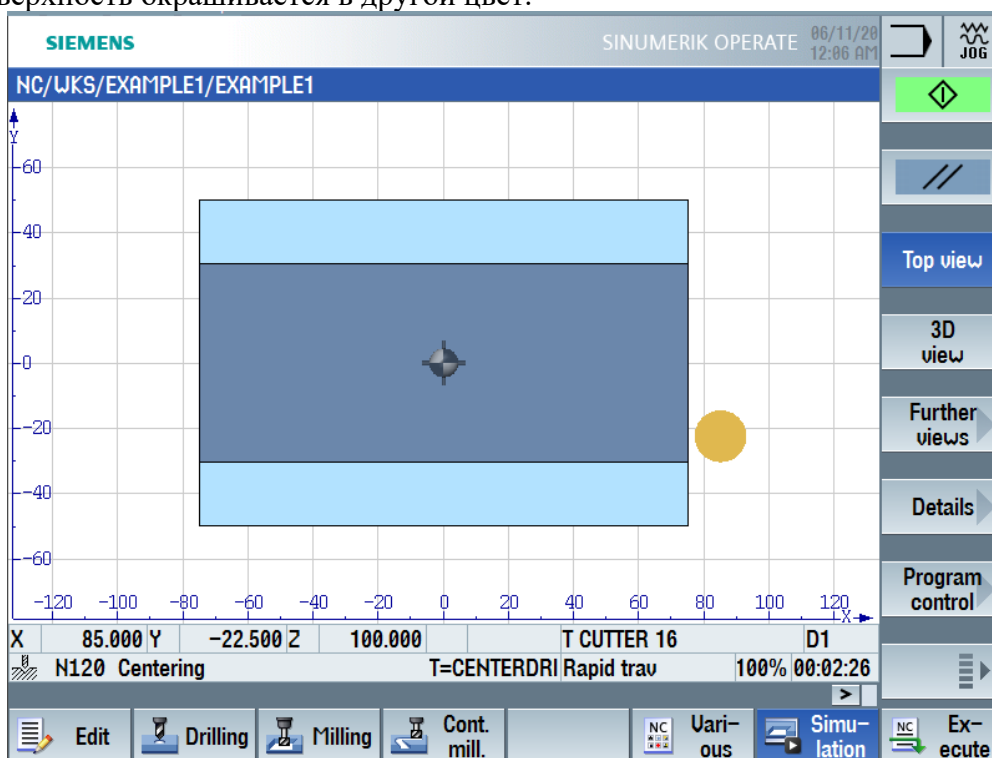 верхность окрашивается в другой цвет.
SIEMENS
SINUMERIK OPERATE
06/11/20
12:06 AM
JOG
NC/WKS/EXAMPLE1/EXAMPLE1
Y
-60
-40
-20
-0
--20
--40
--60
-120 -100 -80 -60 -40 -20 0 20 40 60 80 100 120
X
Top view
3D
view
Further
views
Details
Program
control
X 85.000 Y -22.500 Z 100.000 T CUTTER 16 D1
N120 Centering T=CENTERDRI Rapid trav 100% 00:02:26
>
Edit
Drilling
Milling
Cont.
mill.
NC
Vari-
ous
Simu-
lation
NC
Ex-
ecute